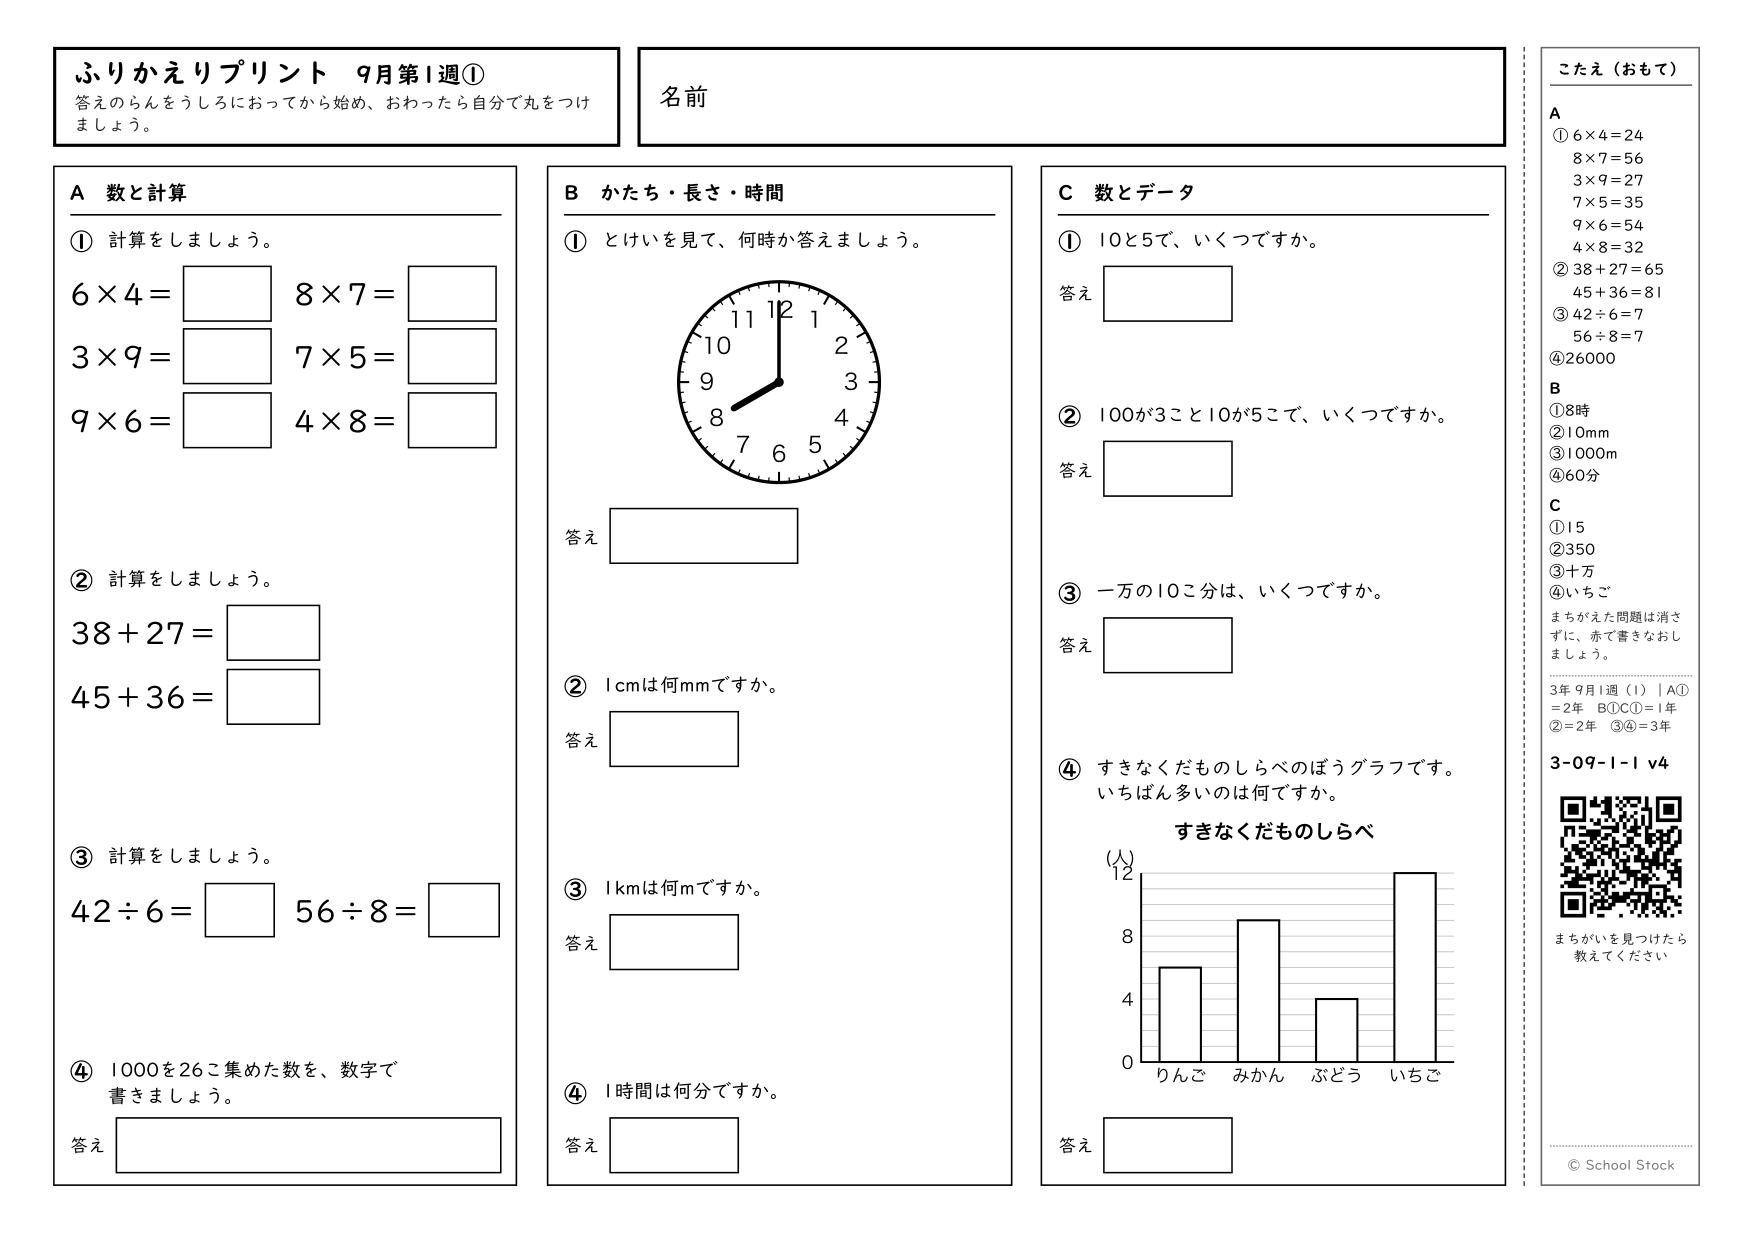 ふりかえりプリント　9月第1週①
答えのらんをうしろにおってから始め、おわったら自分で丸をつけ
ましょう。
名前
A　数と計算
① 計算をしましょう。
6×4＝　8×7＝
3×9＝　7×5＝
9×6＝　4×8＝
② 計算をしましょう。
38＋27＝
45＋36＝
③ 計算をしましょう。
42÷6＝　56÷8＝
④ 1000を26こ集めた数を、数字で
書きましょう。
答え
B　かたち・長さ・時間
① とけいを見て、何時か答えましょう。
12
11 1
10 2
9 3
8 4
7 5
6
答え
② 1cmは何mmですか。
答え
③ 1kmは何mですか。
答え
④ 1時間は何分ですか。
答え
C　数とデータ
① 10と5で、いくつですか。
答え
② 100が3こと10が5こで、いくつですか。
答え
③ 一万の10こ分は、いくつですか。
答え
④ すきなくだものしらべのぼうグラフです。
いちばん多いのは何ですか。
すきなくだものしらべ
(人)
12
8
4
0
りんご　みかん　ぶどう　いちご
答え
こたえ（おもて）
A
① 6×4＝24
8×7＝56
3×9＝27
7×5＝35
9×6＝54
4×8＝32
② 38＋27＝65
45＋36＝81
③ 42÷6＝7
56÷8＝7
④26000
B
①8時
②10mm
③1000m
④60分
C
①15
②350
③十万
④いちご
まちがえた問題は消さ
ずに、赤で書きなおし
ましょう。
3年 9月1週（1）｜A①
＝2年　B①C①＝1年
②＝2年　③④＝3年
3-09-1-1 v4
まちがいを見つけたら
教えてください
© School Stock